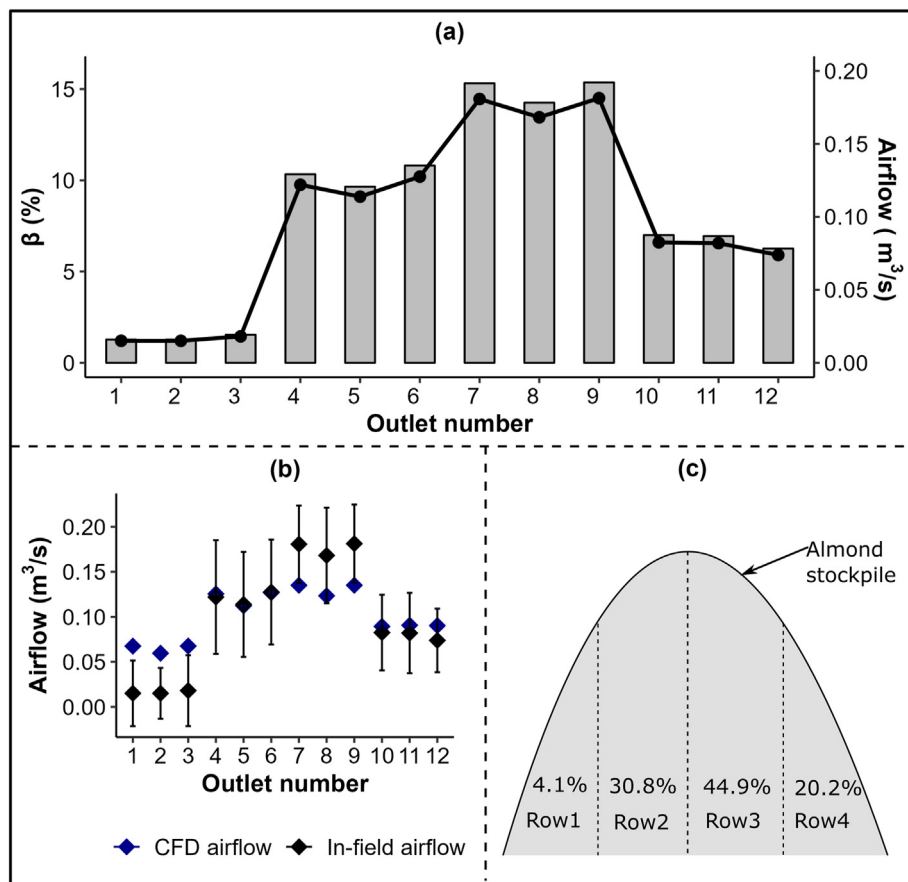 (a)
15
10
5
0
β (%)
0.20
0.15
0.10
0.05
0.00
Airflow ( m³/s)
1 2 3 4 5 6 7 8 9 10 11 12
Outlet number
(b)
0.20
0.15
0.10
0.05
0.00
Airflow (m³/s)
1 2 3 4 5 6 7 8 9 10 11 12
Outlet number
CFD airflow In-field airflow
(c)
Almond
stockpile
4.1% 30.8% 44.9% 20.2%
Row1 Row2 Row3 Row4